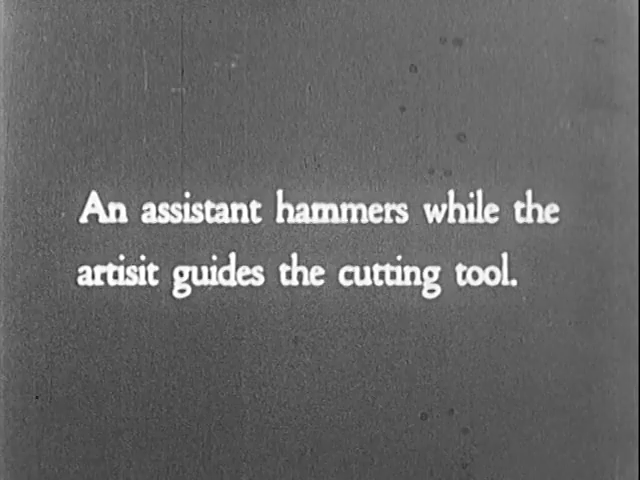 An assistant hammers while the
artisit guides the cutting tool.